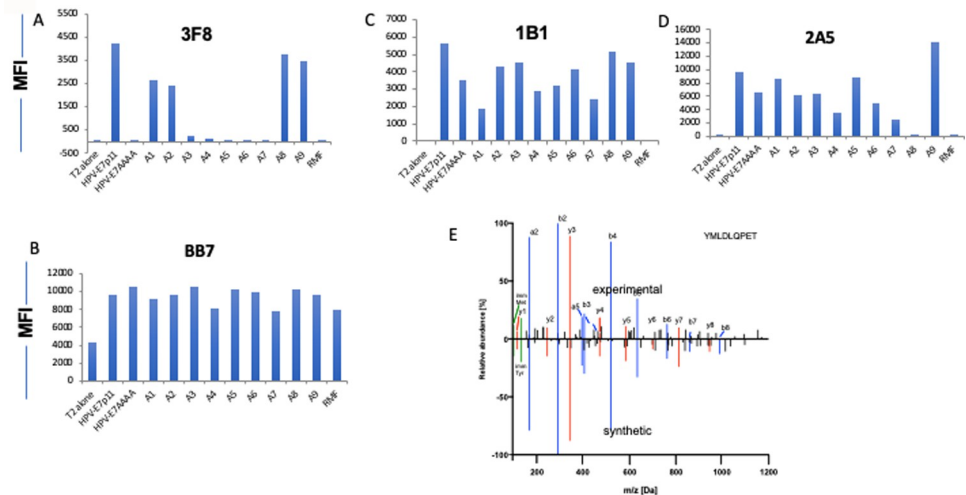 A
3F8
MFI
5500
4500
3500
2500
1500
500
-500
T2 alone
HPV-E7p11
HPV-E7AAAA
A1
A2
A3
A4
A5
A6
A7
A8
A9
RMF
C
1B1
7000
6000
5000
4000
3000
2000
1000
0
T2 alone
HPV-E7p11
HPV-E7AAAA
A1
A2
A3
A4
A5
A6
A7
A8
A9
RMF
D
2A5
16000
14000
12000
10000
8000
6000
4000
2000
0
T2 alone
HPV-E7p11
HPV-E7AAAA
A1
A2
A3
A4
A5
A6
A7
A8
A9
RMF
B
BB7
MFI
12000
10000
8000
6000
4000
2000
0
T2 alone
HPV-E7p11
HPV-E7AAAA
A1
A2
A3
A4
A5
A6
A7
A8
A9
RMF
E
YMLDLQPET
Relative abundance [%]
100
50
0
-50
-100
a2
b2
y3
b4
experimental
y1
y2
a5
b3
y4
y5
y6
b6
y7
b7
y8
b8
Tyr
synthetic
200
400
600
800
1000
1200
m/z [Da]